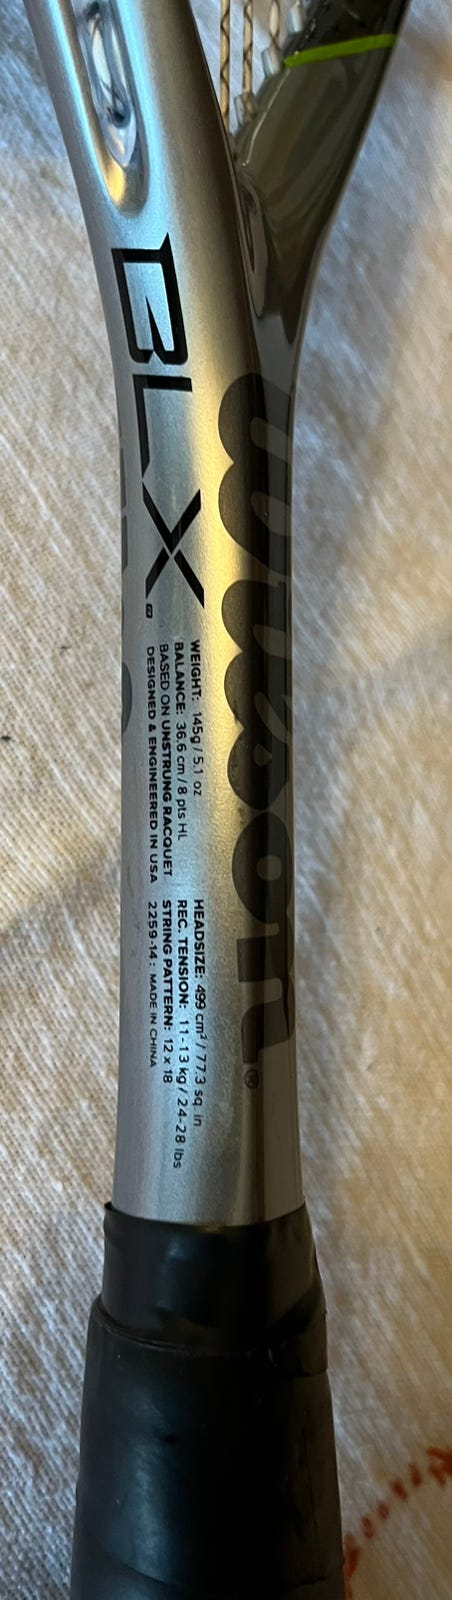 BLX
Wilson®
WEIGHT: 145g / 5.1 oz
BALANCE: 36.6 cm / 8 pts HL
BASED ON UNSTRUNG RACQUET
DESIGNED & ENGINEERED IN USA
HEADSIZE: 499 cm² / 77.3 sq in
REC. TENSION: 11-13 kg / 24-28 lbs
STRING PATTERN: 12 x 18
2259-14: MADE IN CHINA